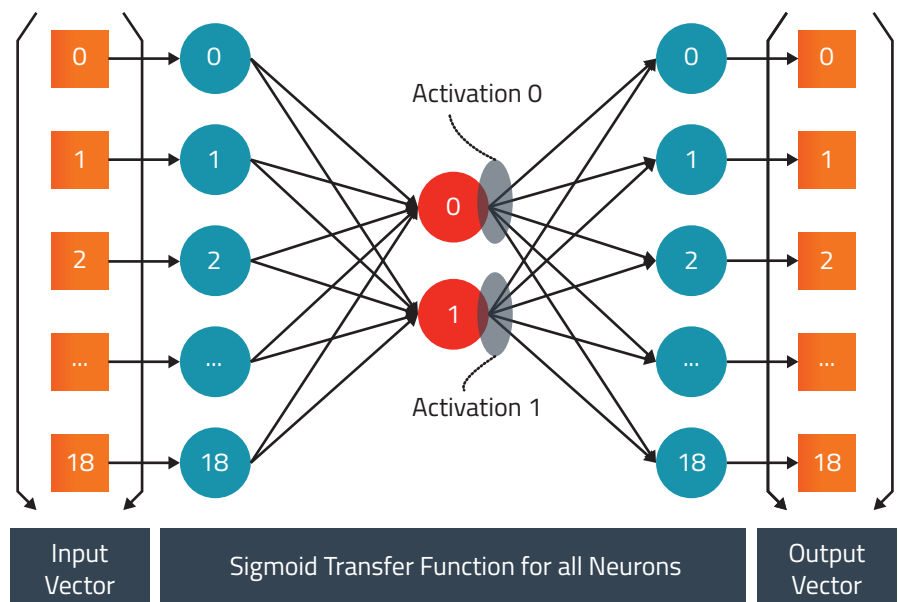 0 0 0 0
Activation 0
1 1 1 1
0
2 2 2 2
1
... ... ... ...
Activation 1
18 18 18 18
Input
Vector
Sigmoid Transfer Function for all Neurons
Output
Vector